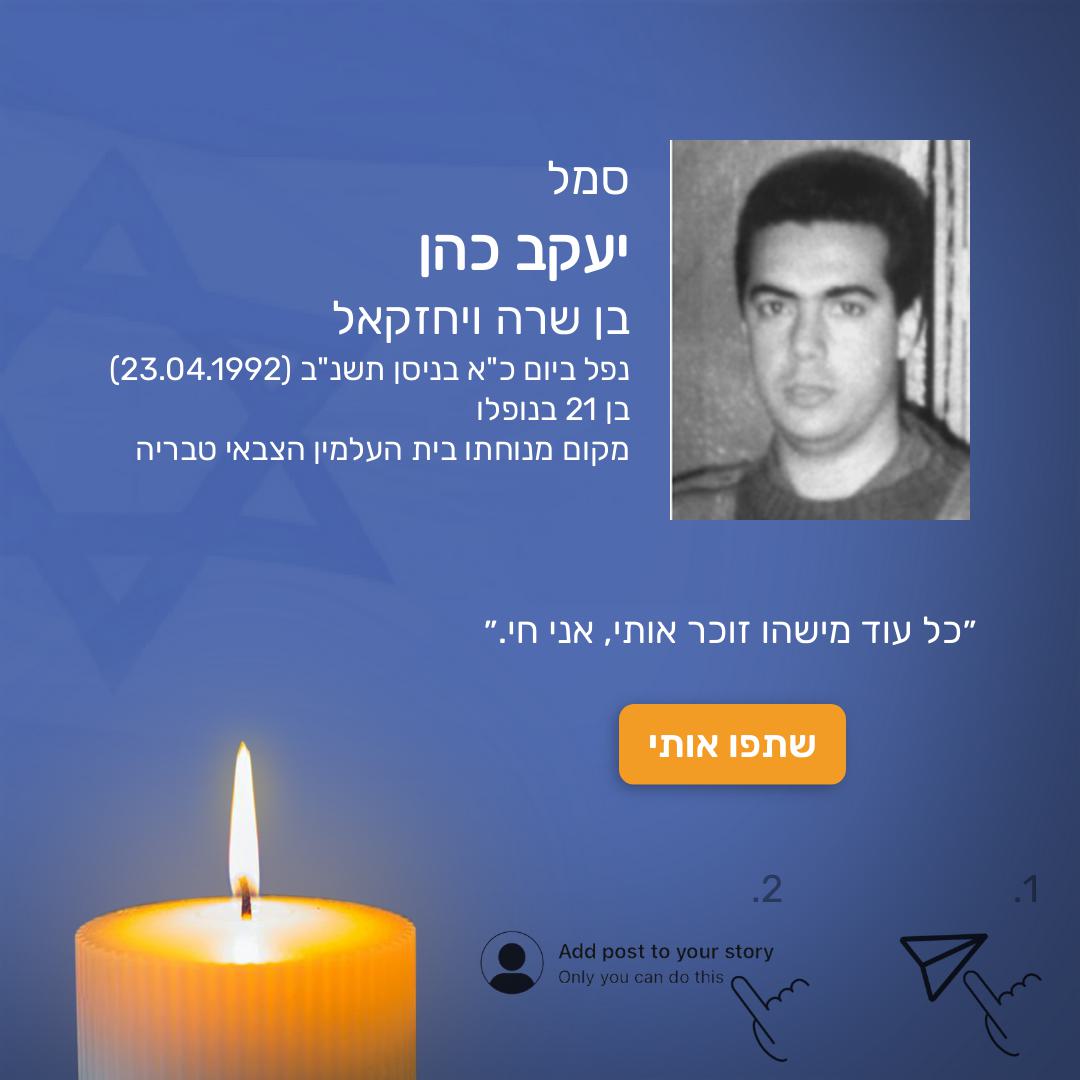 סמל
יעקב כהן
בן שרה ויחזקאל
נפל ביום כ"א בניסן תשנ"ב (23.04.1992)
בן 21 בנופלו
מקום מנוחתו בית העלמין הצבאי טבריה
״כל עוד מישהו זוכר אותי, אני חי.״
שתפו אותי
1.
2.
Add post to your story
Only you can do this